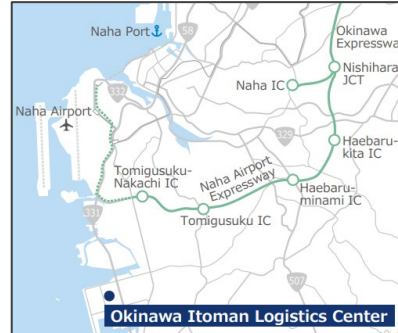 Naha Port
58
Okinawa
Expressway
Nishihara
JCT
332
Naha IC
Naha Airport
329
Haebaru-
kita IC
Tomigusuku-
Nakachi IC
Naha Airport
Expressway
Haebaru-
minami IC
331
Tomigusuku IC
507
Okinawa Itoman Logistics Center